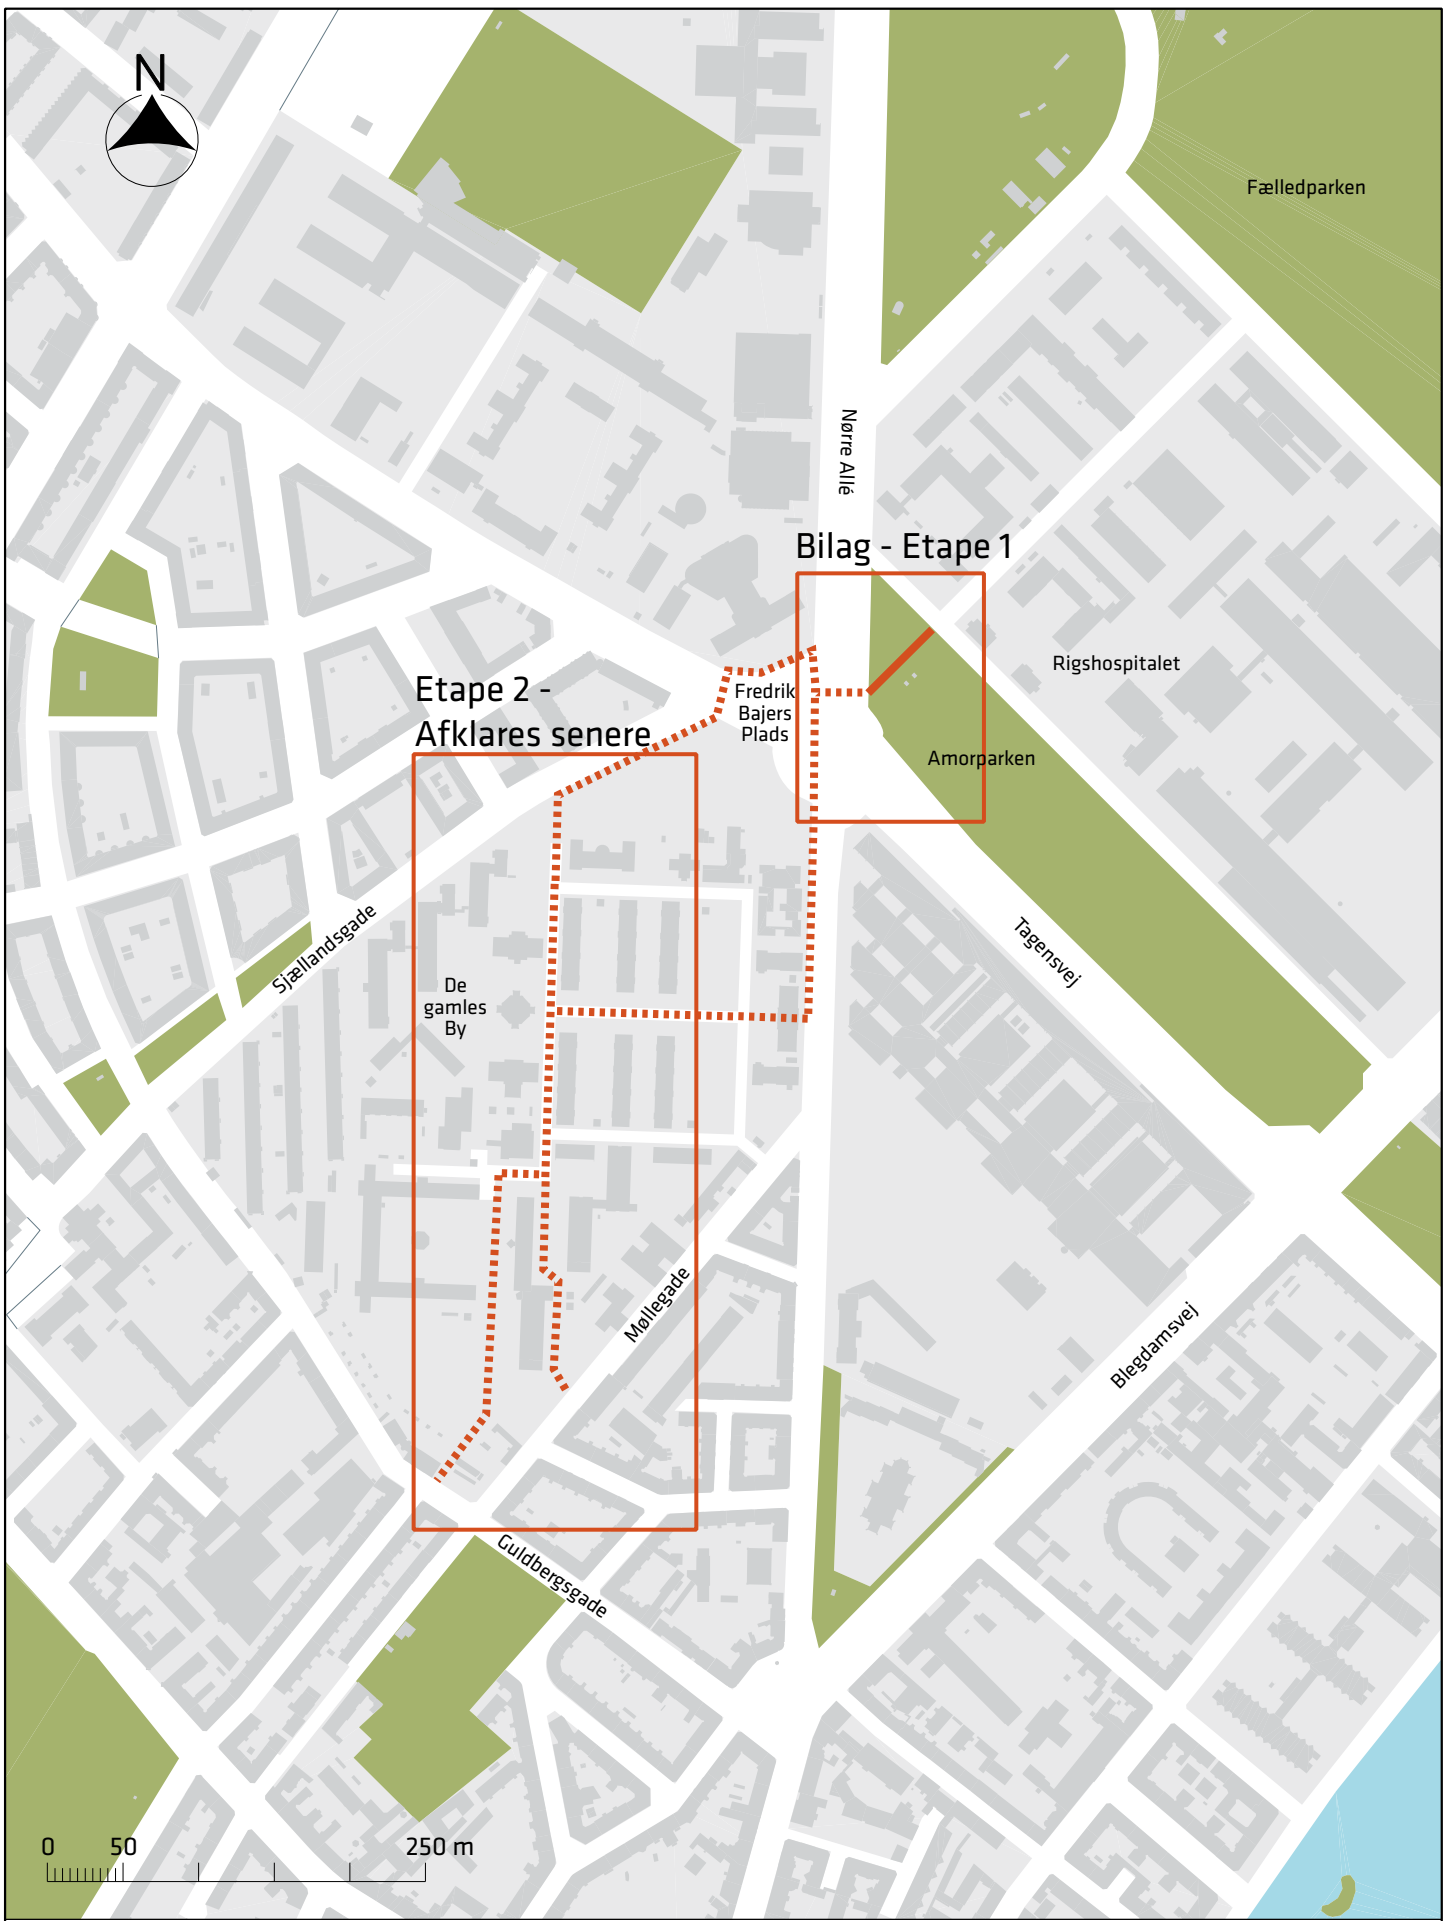 N
Fælledparken
Nørre Allé
Bilag - Etape 1
Rigshospitalet
Etape 2 -
Afklares senere
Fredrik
Bajers
Plads
Amorparken
Sjællandsgade
Tagensvej
De
gamles
By
Møllegade
Blegdamsvej
Guldbergsgade
0 50 250 m